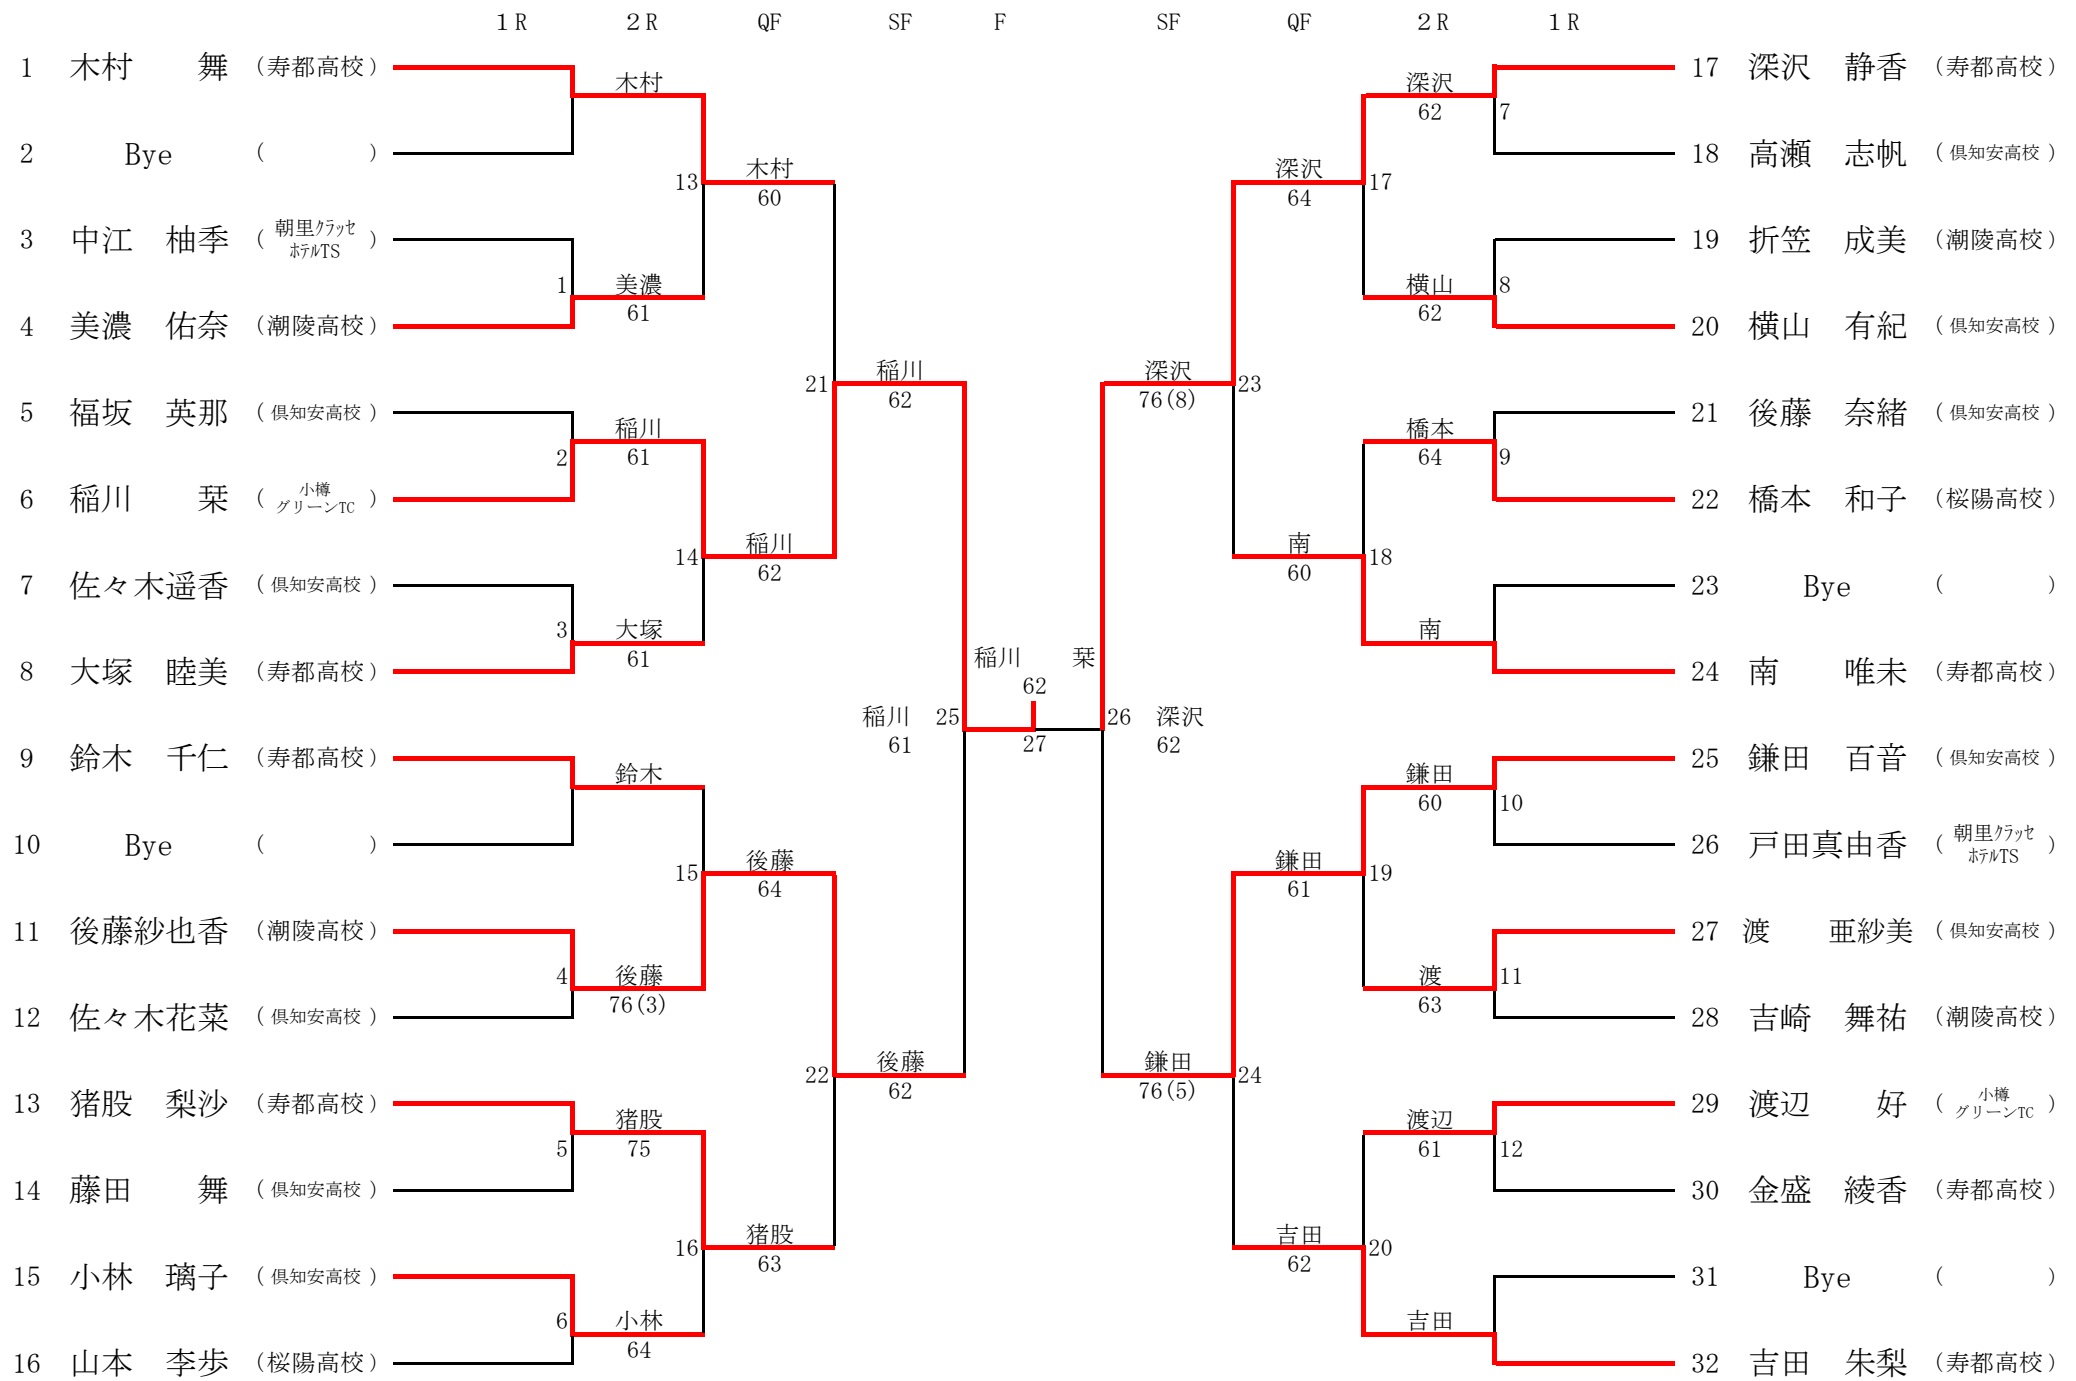 １Ｒ ２Ｒ QF SF F SF QF ２Ｒ １Ｒ
1 木村　　舞 （寿都高校）
2 Bye （　　）
3 中江　柚季 （朝里ｸﾗｯｾ
ﾎﾃﾙTS）
4 美濃　佑奈 （潮陵高校）
5 福坂　英那 （倶知安高校）
6 稲川　　栞 （小樽
グリーンTC）
7 佐々木遥香 （倶知安高校）
8 大塚　睦美 （寿都高校）
9 鈴木　千仁 （寿都高校）
10 Bye （　　）
11 後藤紗也香 （潮陵高校）
12 佐々木花菜 （倶知安高校）
13 猪股　梨沙 （寿都高校）
14 藤田　　舞 （倶知安高校）
15 小林　璃子 （倶知安高校）
16 山本　李歩 （桜陽高校）
木村
1
美濃
61
2
稲川
61
3
大塚
61
鈴木
4
後藤
76(3)
5
猪股
75
6
小林
64
13
木村
60
14
稲川
62
15
後藤
64
16
猪股
63
21
稲川
62
22
後藤
62
稲川 25
61
稲川　　栞
62
27
26 深沢
62
深沢
76(8)
23
鎌田
76(5)
24
深沢
64
17
南
60
18
鎌田
61
19
吉田
62
20
深沢
62
7
横山
62
8
橋本
64
9
南
鎌田
60
10
渡
63
11
渡辺
61
12
吉田
17 深沢　静香 （寿都高校）
18 高瀬　志帆 （倶知安高校）
19 折笠　成美 （潮陵高校）
20 横山　有紀 （倶知安高校）
21 後藤　奈緒 （倶知安高校）
22 橋本　和子 （桜陽高校）
23 Bye （　　）
24 南　　唯未 （寿都高校）
25 鎌田　百音 （倶知安高校）
26 戸田真由香 （朝里ｸﾗｯｾ
ﾎﾃﾙTS）
27 渡　　亜紗美 （倶知安高校）
28 吉崎　舞祐 （潮陵高校）
29 渡辺　　好 （小樽
グリーンTC）
30 金盛　綾香 （寿都高校）
31 Bye （　　）
32 吉田　朱梨 （寿都高校）